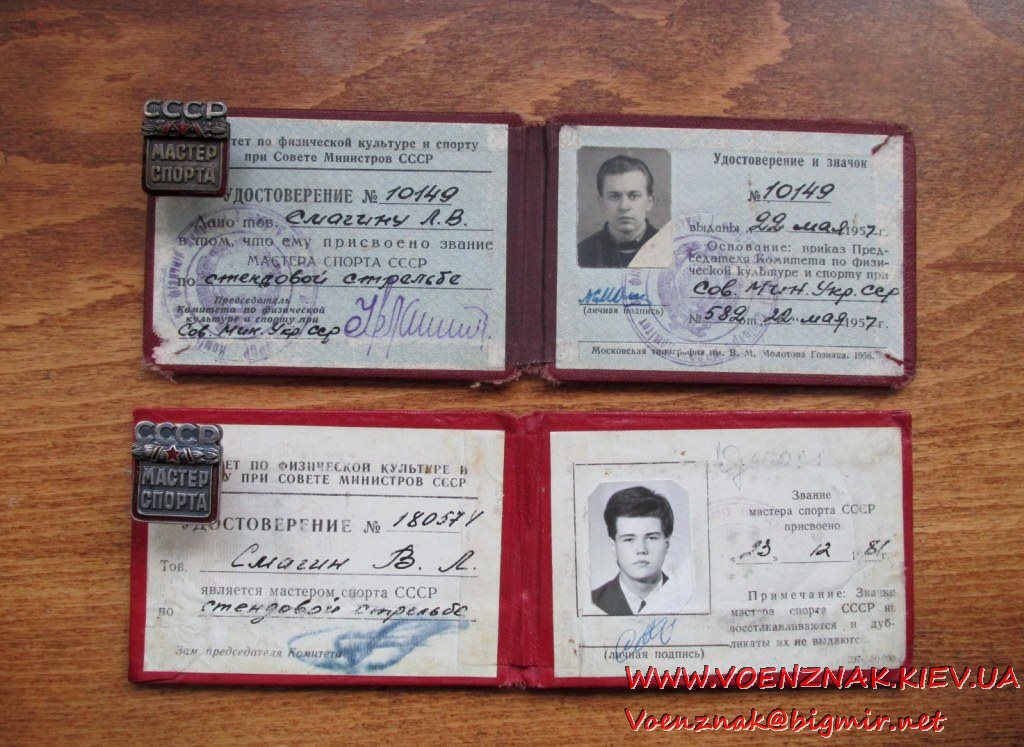 СССР
МАСТЕР
СПОРТА
тет по физической культуре и спорту
при Совете Министров СССР
УДОСТОВЕРЕНИЕ № 10149
Дано тов. Смагину Л. В.
в том, что ему присвоено звание
МАСТЕРА СПОРТА СССР
по стендовой стрельбе
Председатель
Комитета по физической
культуре и спорту при
Сов. Мин. Укр. сср
Удостоверение и значок
№ 10149
выданы 22 мая 1957 г.
Основание: приказ Пред-
седателя Комитета по физи-
ческой культуре и спорту при
Сов. Мин. Укр. сср
№ 582 от 22 мая 1957 г.
(личная подпись)
Московская типография им. В. М. Молотова Гознака. 1956.
СССР
МАСТЕР
СПОРТА
ТЕТ ПО ФИЗИЧЕСКОЙ КУЛЬТУРЕ И
У ПРИ СОВЕТЕ МИНИСТРОВ СССР
УДОСТОВЕРЕНИЕ № 180574
Тов. Смагин В. Л.
является мастером спорта СССР
по стендовой стрельбе
Зам. председателя Комитета
Звание
мастера спорта СССР
присвоено
"23" 12 1981 г.
Примечание: Значки
мастера спорта СССР не
восстанавливаются и дуб-
ликаты их не выдаются.
(личная подпись)
WWW.VOENZNAK.KIEV.UA
Voenznak@bigmir.net